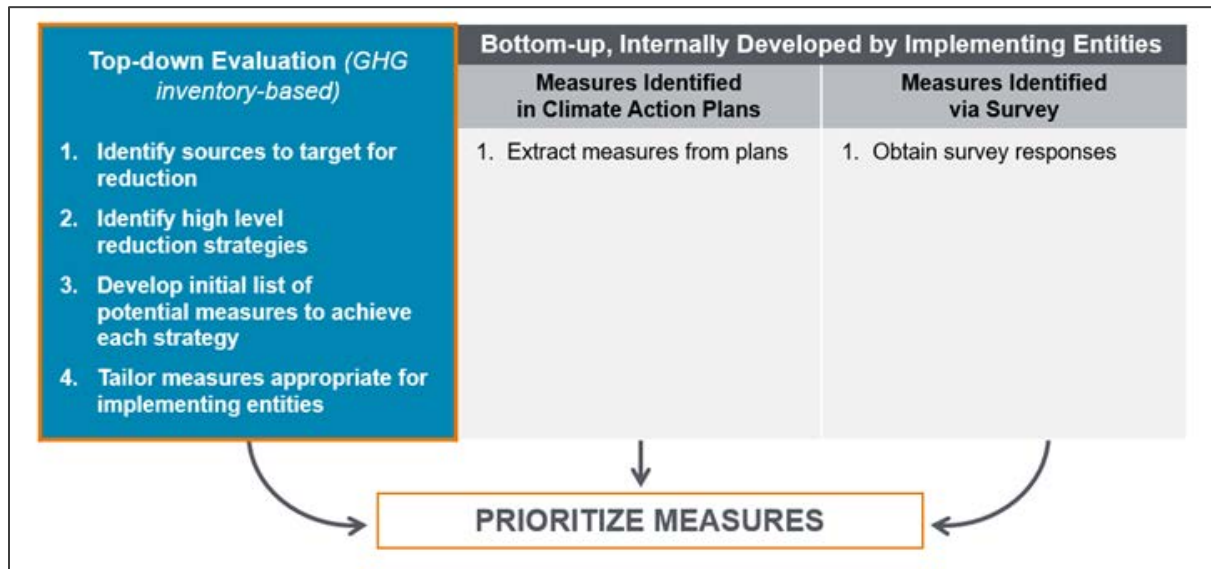 Top-down Evaluation (GHG
inventory-based)
1. Identify sources to target for
reduction
2. Identify high level
reduction strategies
3. Develop initial list of
potential measures to achieve
each strategy
4. Tailor measures appropriate for
implementing entities
Bottom-up, Internally Developed by Implementing Entities
Measures Identified
in Climate Action Plans
1. Extract measures from plans
Measures Identified
via Survey
1. Obtain survey responses
PRIORITIZE MEASURES